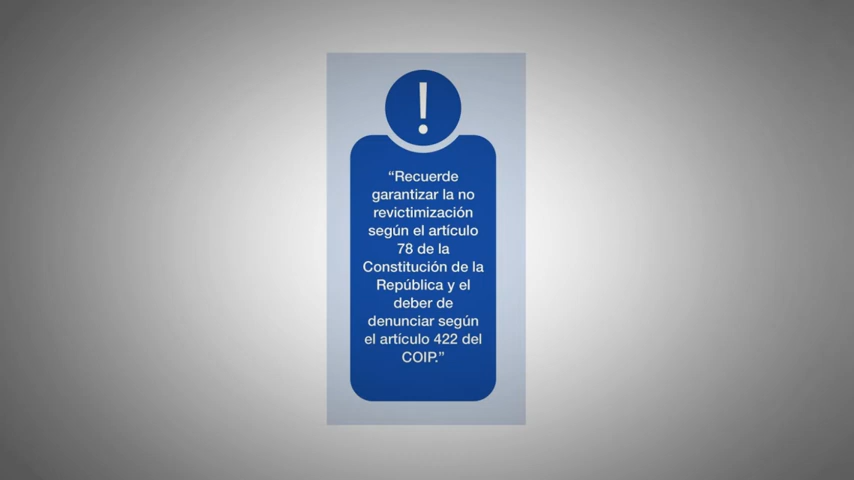 !
“Recuerde
garantizar la no
revictimización
según el artículo
78 de la
Constitución de la
República y el
deber de
denunciar según
el artículo 422 del
COIP.”